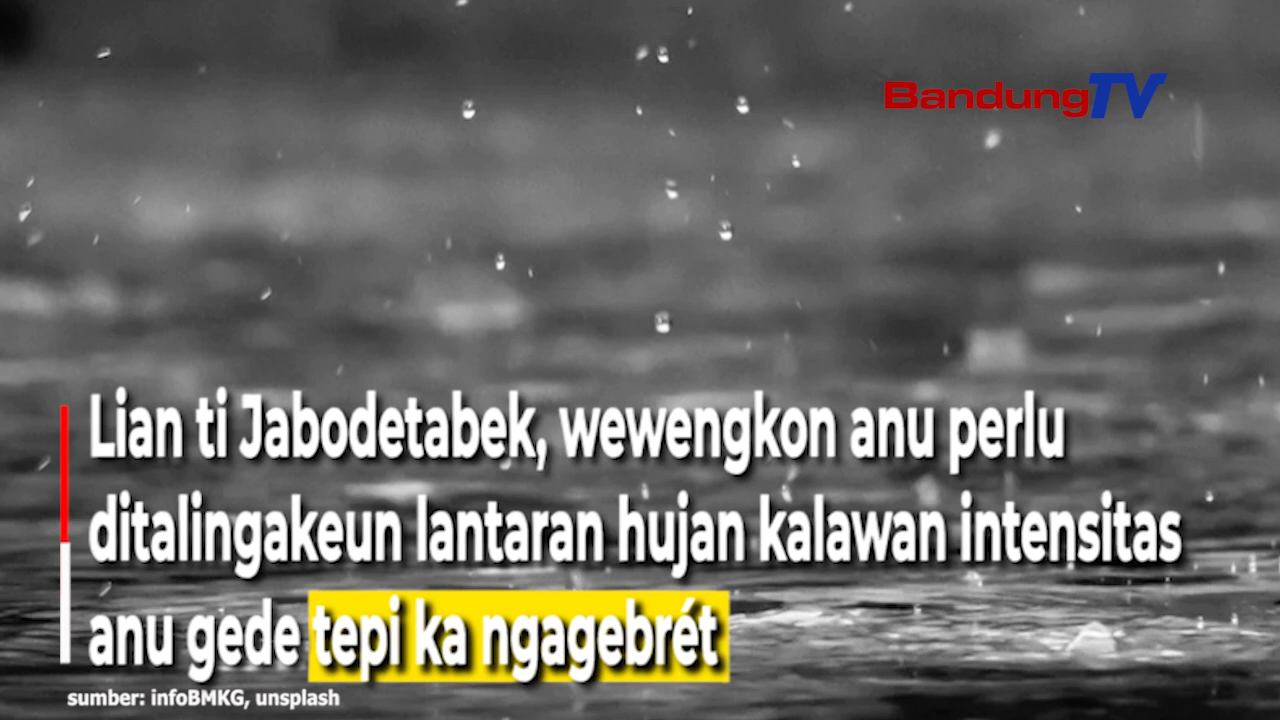 BandungTV
Lian ti Jabodetabek, wewengkon anu perlu
ditalingakeun lantaran hujan kalawan intensitas
anu gede tepi ka ngagebrét
sumber: infoBMKG, unsplash